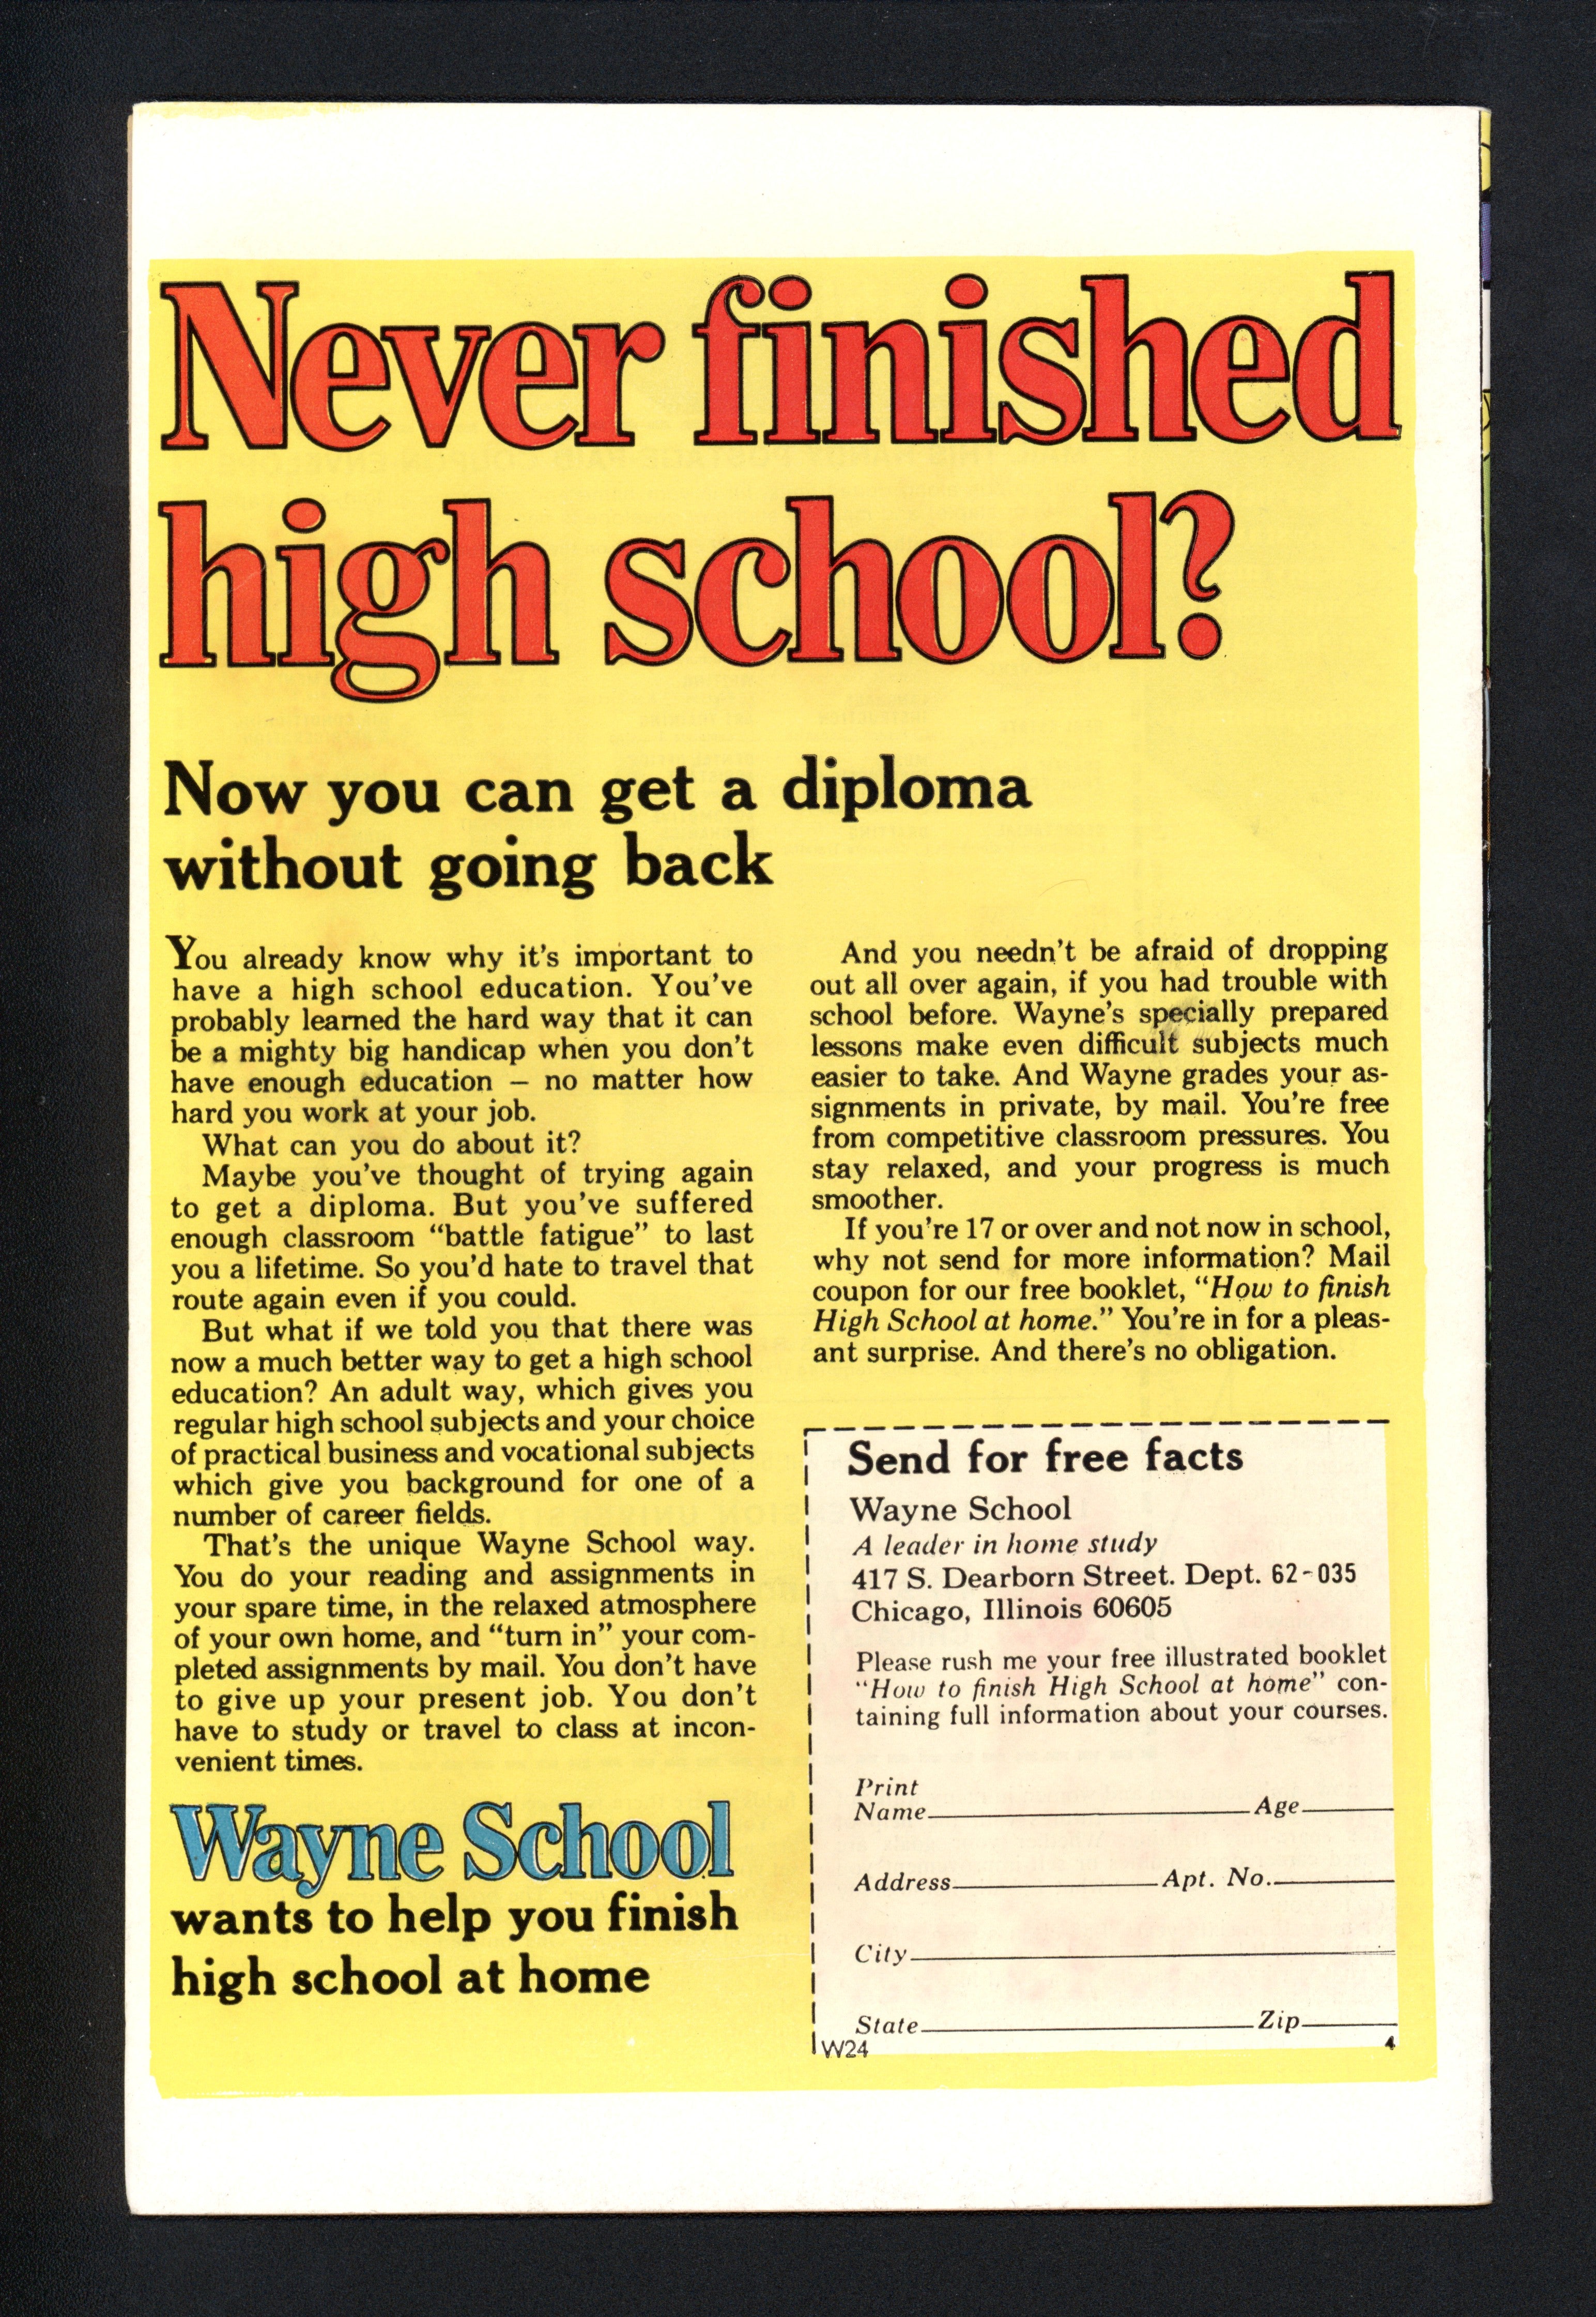 Never finished
high school?
Now you can get a diploma
without going back
You already know why it's important to
have a high school education. You've
probably learned the hard way that it can
be a mighty big handicap when you don't
have enough education – no matter how
hard you work at your job.
What can you do about it?
Maybe you've thought of trying again
to get a diploma. But you've suffered
enough classroom “battle fatigue” to last
you a lifetime. So you'd hate to travel that
route again even if you could.
But what if we told you that there was
now a much better way to get a high school
education? An adult way, which gives you
regular high school subjects and your choice
of practical business and vocational subjects
which give you background for one of a
number of career fields.
That's the unique Wayne School way.
You do your reading and assignments in
your spare time, in the relaxed atmosphere
of your own home, and “turn in” your com-
pleted assignments by mail. You don't have
to give up your present job. You don't
have to study or travel to class at incon-
venient times.
Wayne School
wants to help you finish
high school at home
And you needn't be afraid of dropping
out all over again, if you had trouble with
school before. Wayne's specially prepared
lessons make even difficult subjects much
easier to take. And Wayne grades your as-
signments in private, by mail. You're free
from competitive classroom pressures. You
stay relaxed, and your progress is much
smoother.
If you're 17 or over and not now in school,
why not send for more information? Mail
coupon for our free booklet, “How to finish
High School at home.” You're in for a pleas-
ant surprise. And there's no obligation.
Send for free facts
Wayne School
A leader in home study
417 S. Dearborn Street. Dept. 62-035
Chicago, Illinois 60605
Please rush me your free illustrated booklet
“How to finish High School at home” con-
taining full information about your courses.
Print
Name Age
Address Apt. No.
City
State Zip
W24 4